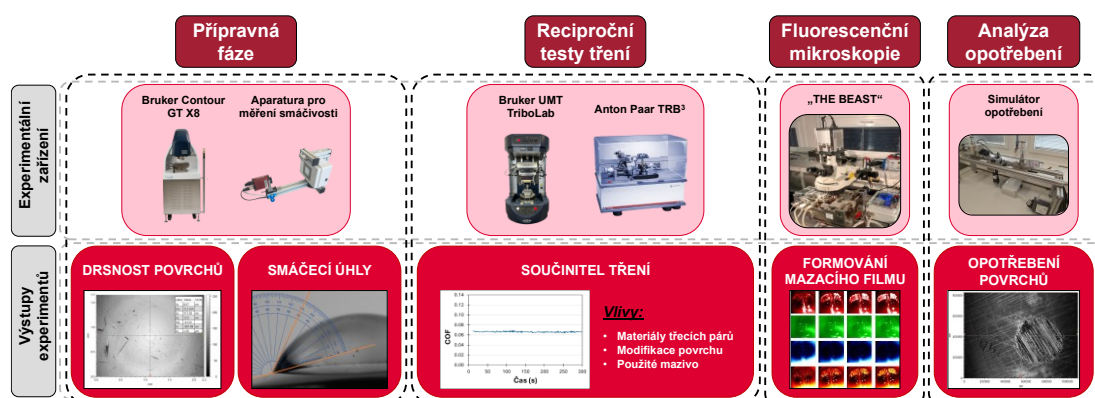 Přípravná
fáze
Reciproční
testy tření
Fluorescenční
mikroskopie
Analýza
opotřebení
Experimentální
zařízení
Bruker Contour
GT X8
Aparatura pro
měření smáčivosti
Bruker UMT
TriboLab
Anton Paar TRB³
„THE BEAST“
Simulátor
opotřebení
Výstupy
experimentů
DRSNOST POVRCHŮ
SMÁČECÍ ÚHLY
SOUČINITEL TŘENÍ
COF
0.14
0.12
0.10
0.08
0.06
0.04
0.02
0.00
0
50
100
150
200
250
300
Čas (s)
Vlivy:
• Materiály třecích párů
• Modifikace povrchu
• Použité mazivo
FORMOVÁNÍ
MAZACÍHO FILMU
OPOTŘEBENÍ
POVRCHŮ